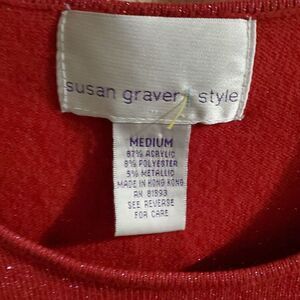 susan graver style
MEDIUM
87% ACRYLIC
8% POLYESTER
5% METALLIC
MADE IN HONG KONG
RN 81593
SEE REVERSE
FOR CARE